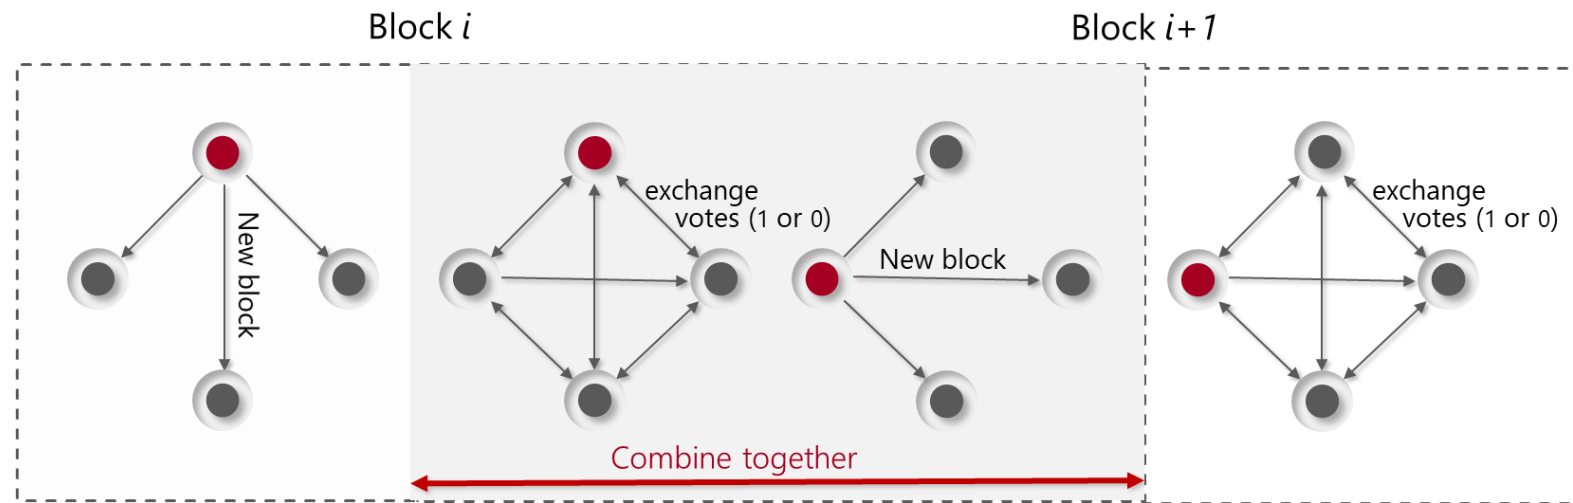 Block i
Block i+1
New block
exchange
votes (1 or 0)
New block
exchange
votes (1 or 0)
Combine together